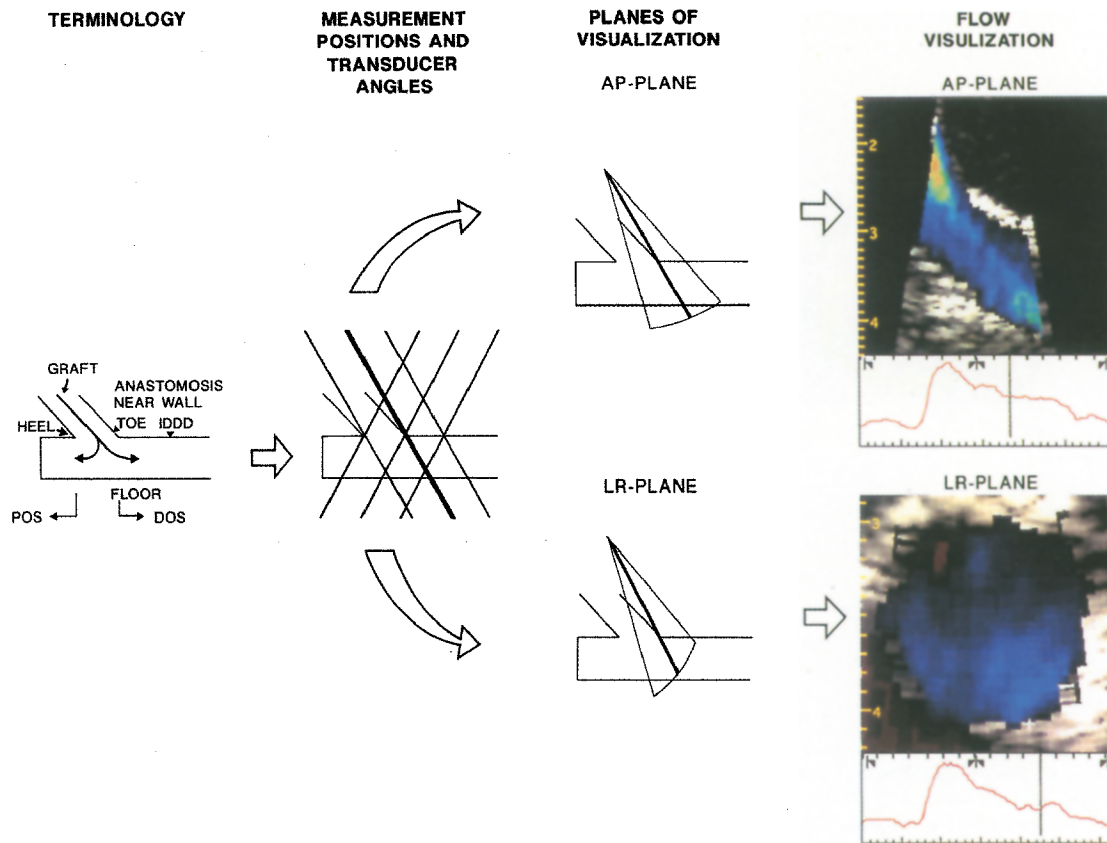 TERMINOLOGY
MEASUREMENT
POSITIONS AND
TRANSDUCER
ANGLES
PLANES OF
VISUALIZATION
FLOW
VISULIZATION
AP-PLANE
AP-PLANE
2
3
4
GRAFT
ANASTOMOSIS
NEAR WALL
HEEL
TOE IDDD
FLOOR
POS
DOS
LR-PLANE
LR-PLANE
3
4